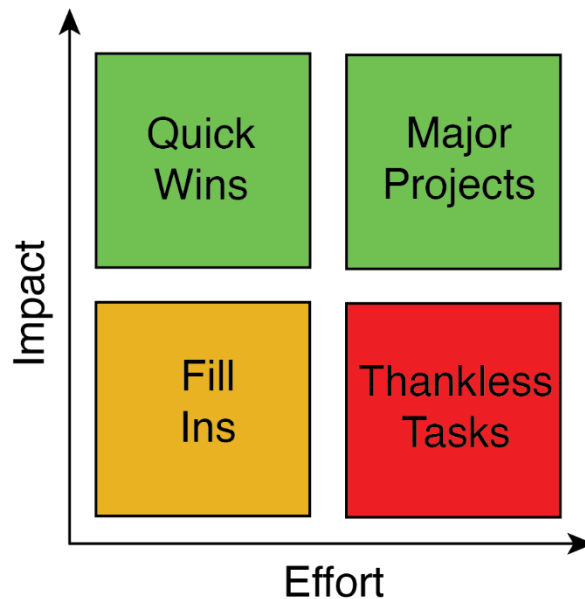 Quick
Wins
Major
Projects
Impact
Fill
Ins
Thankless
Tasks
Effort